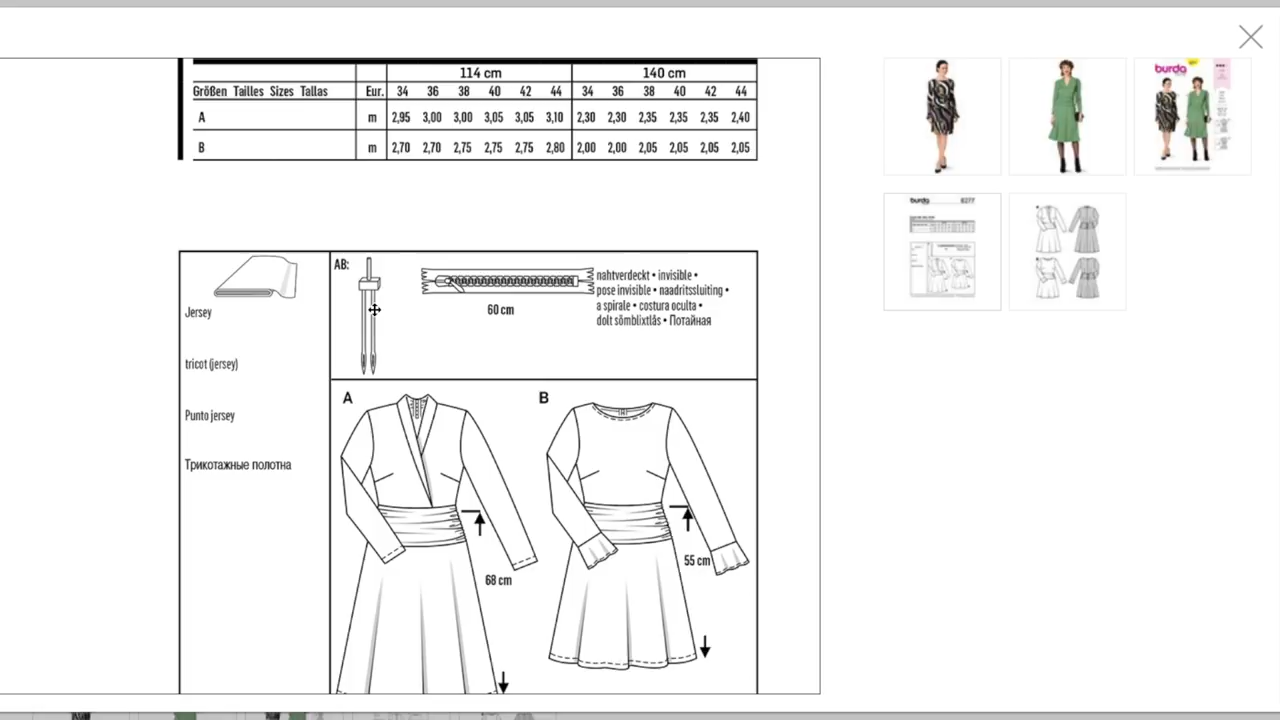 114 cm 140 cm
Größen Tailles Sizes Tallas Eur. 34 36 38 40 42 44 34 36 38 40 42 44
A m 2,95 3,00 3,00 3,05 3,05 3,10 2,30 2,30 2,35 2,35 2,35 2,40
B m 2,70 2,70 2,75 2,75 2,75 2,80 2,00 2,00 2,05 2,05 2,05 2,05
Jersey
tricot (jersey)
Punto jersey
Трикотажные полотна
AB:
60 cm
nahtverdeckt • invisible •
pose invisible • naadritssluiting •
a spirale • costura oculta •
dolt sömblixtlås • Потайная
A
B
68 cm
55 cm
burda
burda 6277